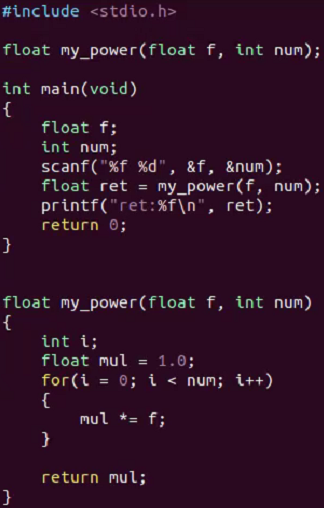 #include <stdio.h>

float my_power(float f, int num);

int main(void)
{
    float f;
    int num;
    scanf("%f %d", &f, &num);
    float ret = my_power(f, num);
    printf("ret:%f\n", ret);
    return 0;
}


float my_power(float f, int num)
{
    int i;
    float mul = 1.0;
    for(i = 0; i < num; i++)
    {
        mul *= f;
    }

    return mul;
}